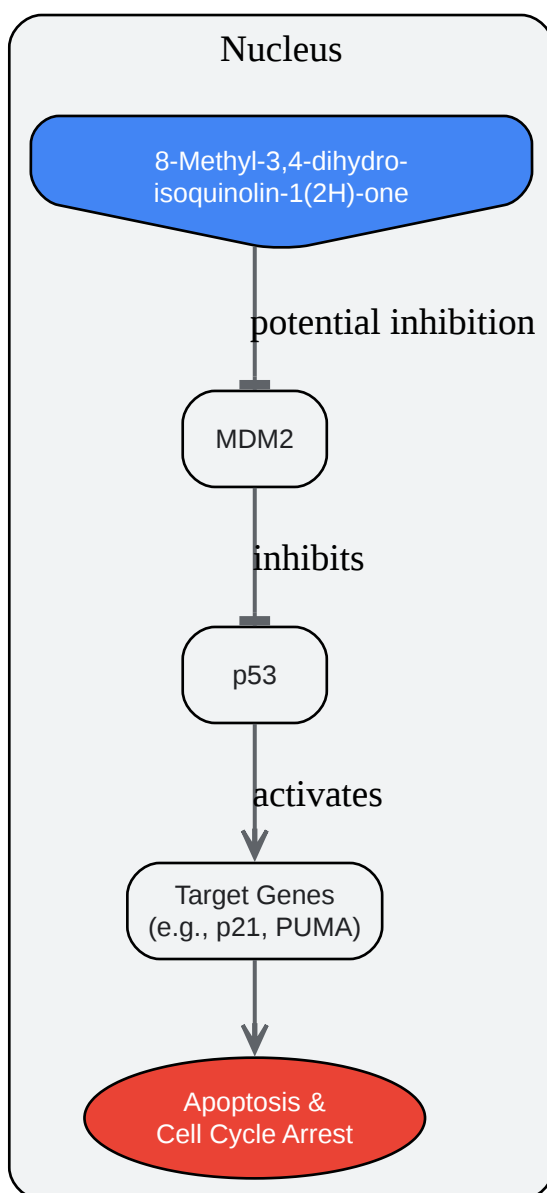 Nucleus
8-Methyl-3,4-dihydro-
isoquinolin-1(2H)-one
potential inhibition
MDM2
inhibits
p53
activates
Target Genes
(e.g., p21, PUMA)
Apoptosis &
Cell Cycle Arrest